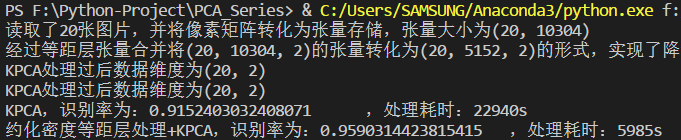 PS F:\Python-Project\PCA Series> & C:/Users/SAMSUNG/Anaconda3/python.exe f:
读取了20张图片，并将像素矩阵转化为张量存储，张量大小为(20, 10304)
经过等距层张量合并将(20, 10304, 2)的张量转化为(20, 5152, 2)的形式，实现了降
KPCA处理过后数据维度为(20, 2)
KPCA处理过后数据维度为(20, 2)
KPCA，识别率为：0.9152403032408071 ，处理耗时：22940s
约化密度等距层处理+KPCA，识别率为：0.9590314423815415 ，处理耗时：5985s